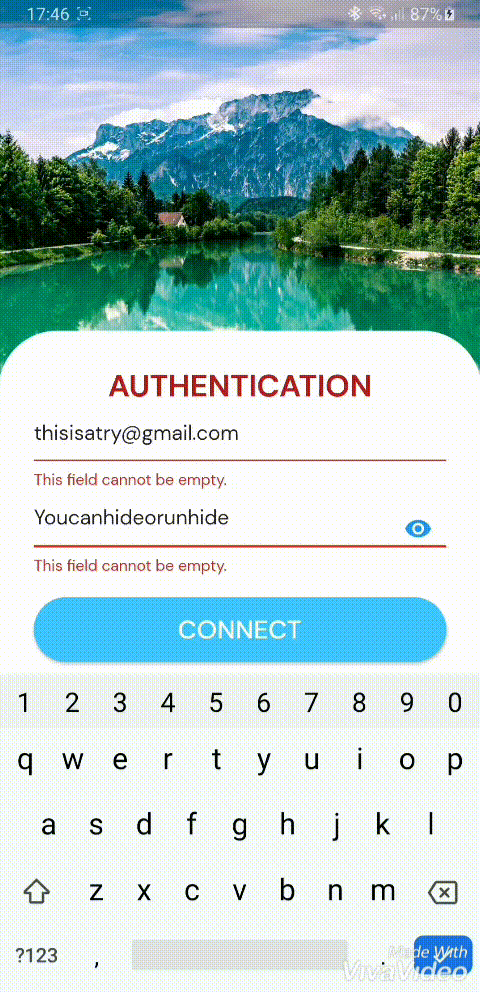 17:46
87%
AUTHENTICATION
thisisatry@gmail.com
This field cannot be empty.
Youcanhideorunhide
This field cannot be empty.
CONNECT
1 2 3 4 5 6 7 8 9 0
q w e r t y u i o p
a s d f g h j k l
z x c v b n m
?123 , .
Made With
VivaVideo